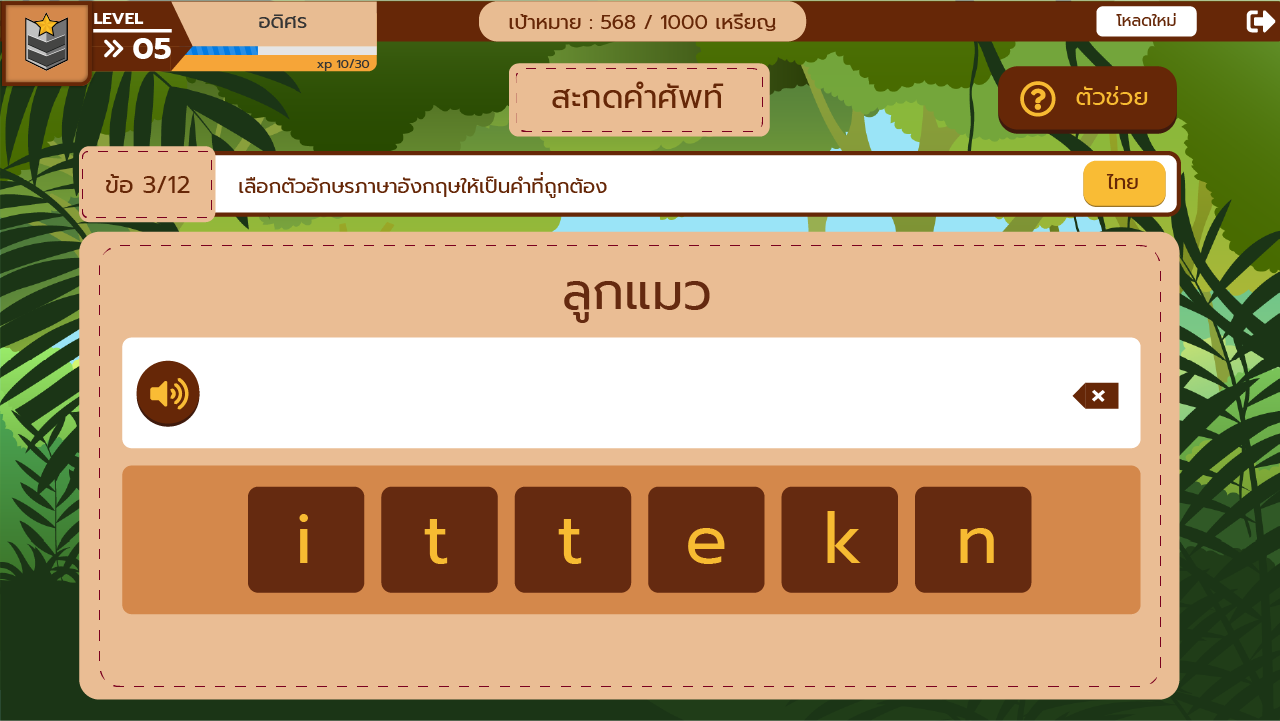 LEVEL
05
อดิศร
xp 10/30
เป้าหมาย : 568 / 1000 เหรียญ
โหลดใหม่
สะกดคำศัพท์
ตัวช่วย
ข้อ 3/12
เลือกตัวอักษรภาษาอังกฤษให้เป็นคำที่ถูกต้อง
ไทย
ลูกแมว
i t t e k n